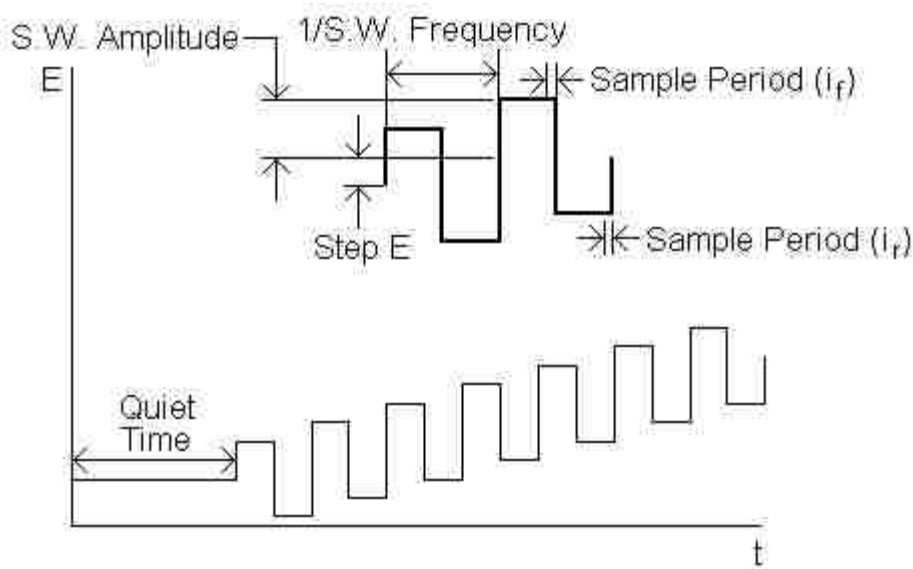 S.W. Amplitude
1/S.W. Frequency
E
Sample Period (i_f)
Step E
Sample Period (i_r)
Quiet
Time
t